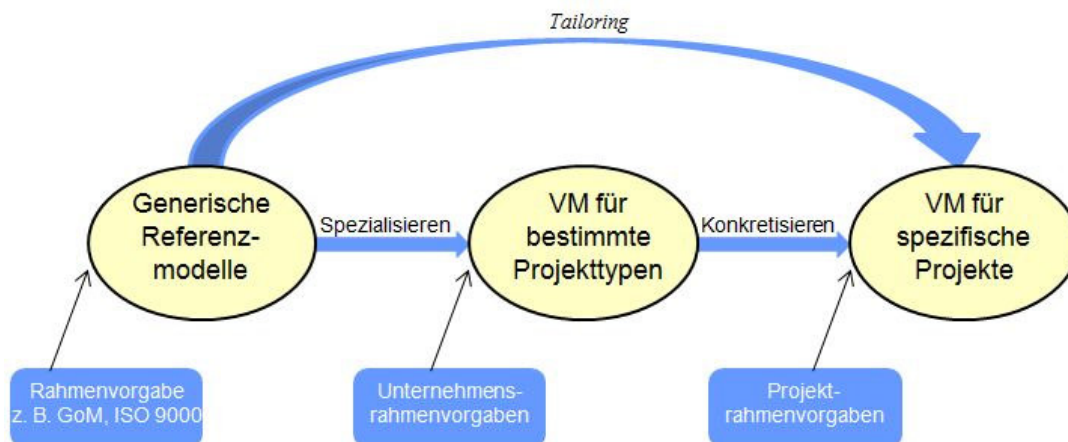 Tailoring
Generische
Referenz-
modelle
Spezialisieren
VM für
bestimmte
Projekttypen
Konkretisieren
VM für
spezifische
Projekte
Rahmenvorgabe
z. B. GoM, ISO 9000
Unternehmens-
rahmenvorgaben
Projekt-
rahmenvorgaben